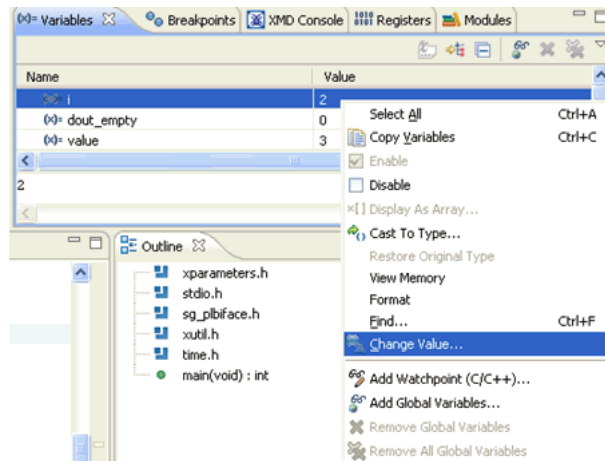 (x)= Variables Breakpoints XMD Console 1010 0101 Registers Modules
Name Value
(x)= i 2
(x)= dout_empty 0
(x)= value 3
2
Select All Ctrl+A
Copy Variables Ctrl+C
Enable
Disable
×[] Display As Array...
Cast To Type...
Restore Original Type
View Memory
Format
Find... Ctrl+F
Change Value...
Add Watchpoint (C/C++)...
Add Global Variables...
Remove Global Variables
Remove All Global Variables
Outline
xparameters.h
stdio.h
sg_plbiface.h
xutil.h
time.h
main(void) : int